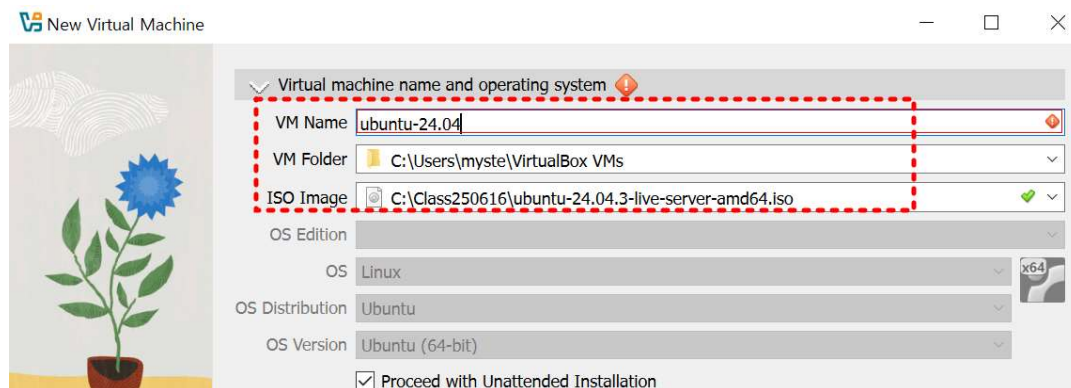 New Virtual Machine
Virtual machine name and operating system
VM Name ubuntu-24.04
VM Folder C:\Users\myste\VirtualBox VMs
ISO Image C:\Class250616\ubuntu-24.04.3-live-server-amd64.iso
OS Edition
OS Linux
x64
OS Distribution Ubuntu
OS Version Ubuntu (64-bit)
Proceed with Unattended Installation